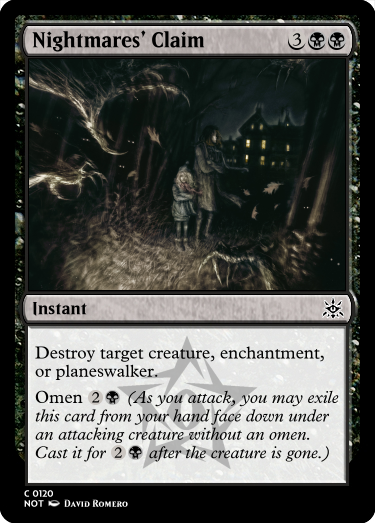 Nightmares' Claim 3
Instant
Destroy target creature, enchantment,
or planeswalker.
Omen 2 (As you attack, you may exile
this card from your hand face down under
an attacking creature without an omen.
Cast it for 2 after the creature is gone.)
C 0120
NOT David Romero